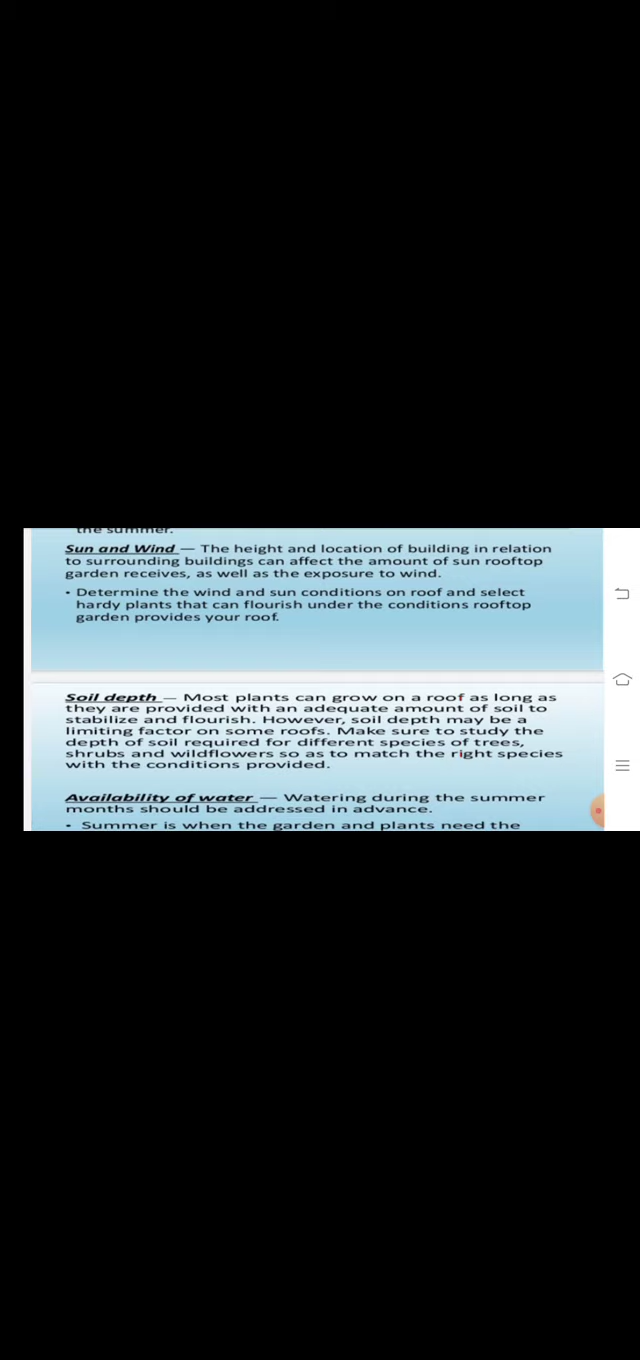 the summer.
Sun and Wind — The height and location of building in relation
to surrounding buildings can affect the amount of sun rooftop
garden receives, as well as the exposure to wind.
• Determine the wind and sun conditions on roof and select
hardy plants that can flourish under the conditions rooftop
garden provides your roof.
Soil depth — Most plants can grow on a roof as long as
they are provided with an adequate amount of soil to
stabilize and flourish. However, soil depth may be a
limiting factor on some roofs. Make sure to study the
depth of soil required for different species of trees,
shrubs and wildflowers so as to match the right species
with the conditions provided.
Availability of water — Watering during the summer
months should be addressed in advance.
• Summer is when the garden and plants need the